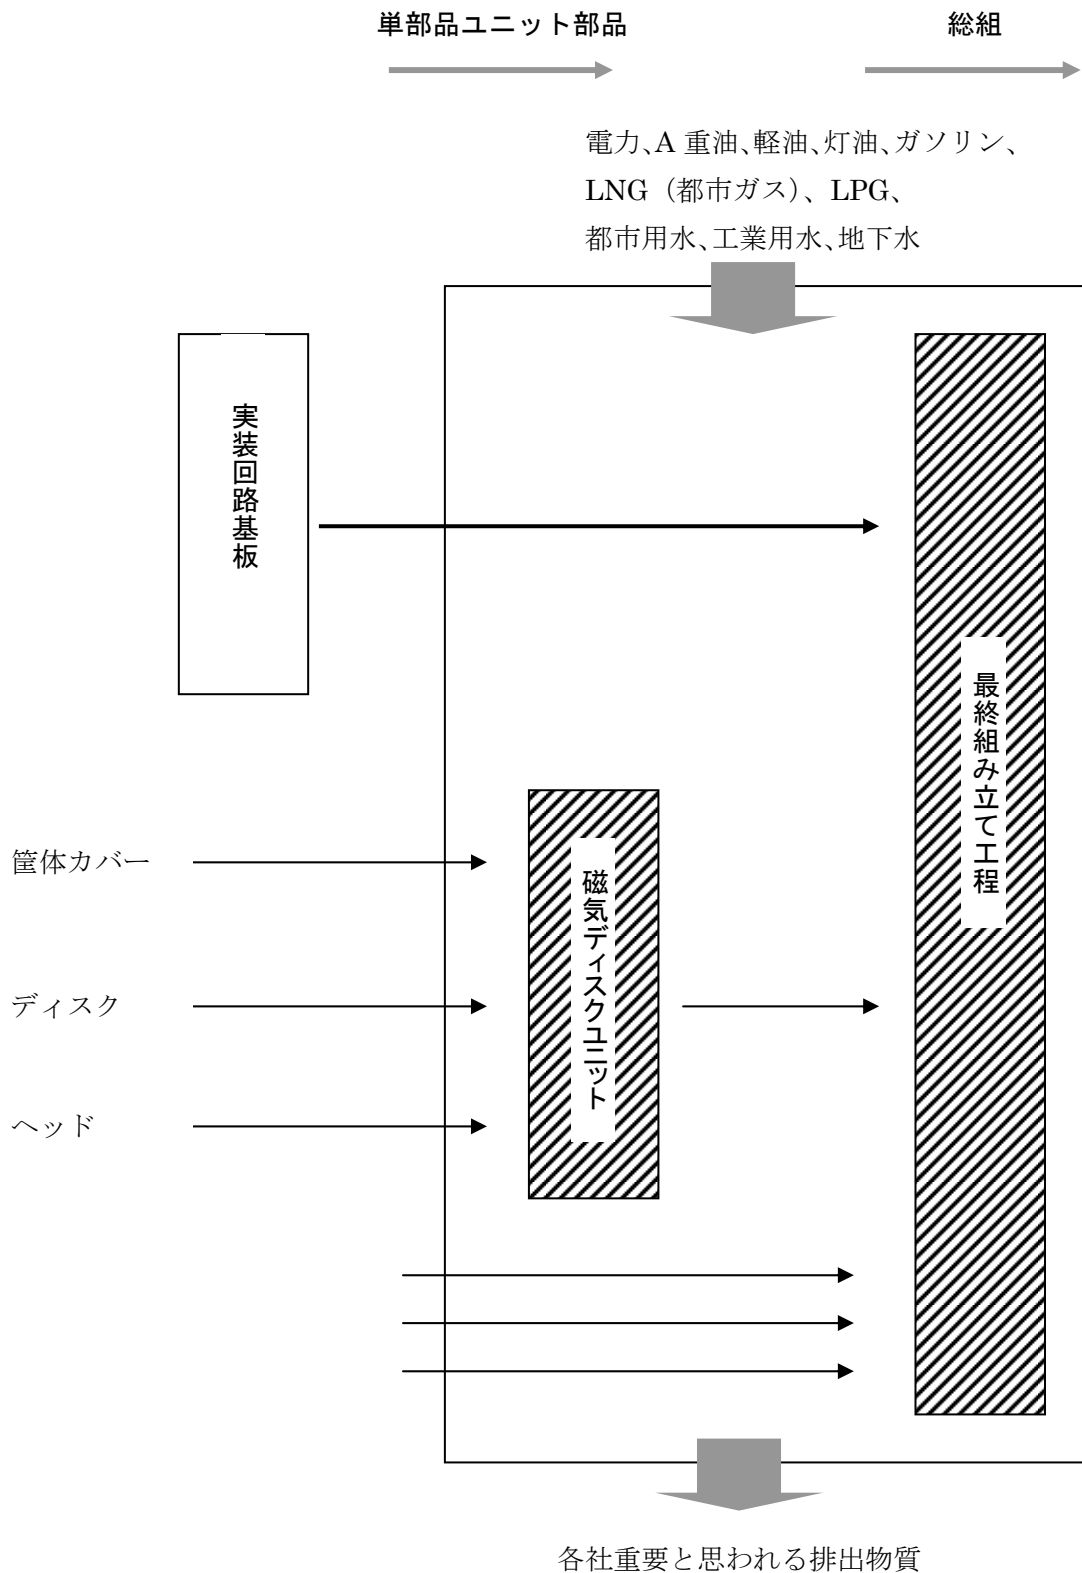 単部品ユニット部品
総組
電力、A 重油、軽油、灯油、ガソリン、
LNG（都市ガス）、LPG、
都市用水、工業用水、地下水
実装回路基板
最終組み立て工程
磁気ディスクユニット
筐体カバー
ディスク
ヘッド
各社重要と思われる排出物質